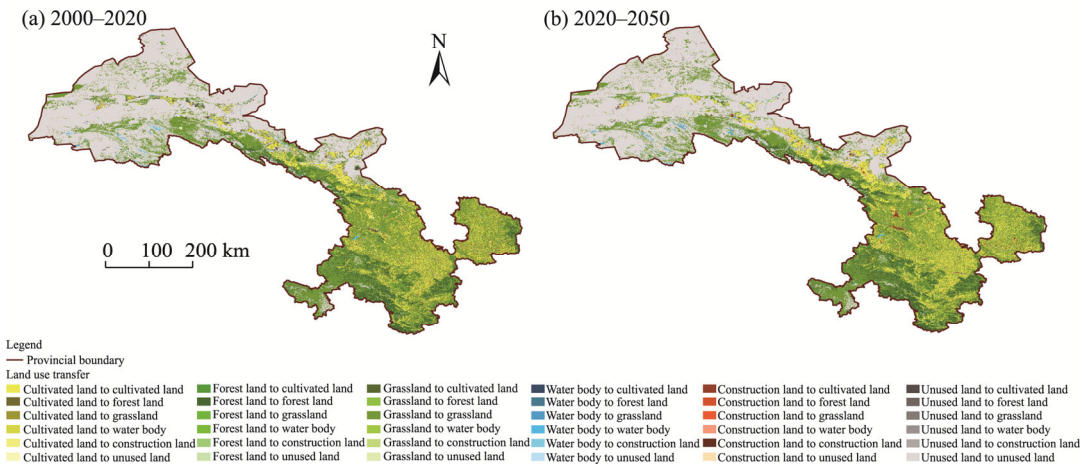 (a) 2000–2020
(b) 2020–2050
N
0 100 200 km
Legend
Provincial boundary
Land use transfer
Cultivated land to cultivated land Forest land to cultivated land Grassland to cultivated land Water body to cultivated land Construction land to cultivated land Unused land to cultivated land
Cultivated land to forest land Forest land to forest land Grassland to forest land Water body to forest land Construction land to forest land Unused land to forest land
Cultivated land to grassland Forest land to grassland Grassland to grassland Water body to grassland Construction land to grassland Unused land to grassland
Cultivated land to water body Forest land to water body Grassland to water body Water body to water body Construction land to water body Unused land to water body
Cultivated land to construction land Forest land to construction land Grassland to construction land Water body to construction land Construction land to construction land Unused land to construction land
Cultivated land to unused land Forest land to unused land Grassland to unused land Water body to unused land Construction land to unused land Unused land to unused land